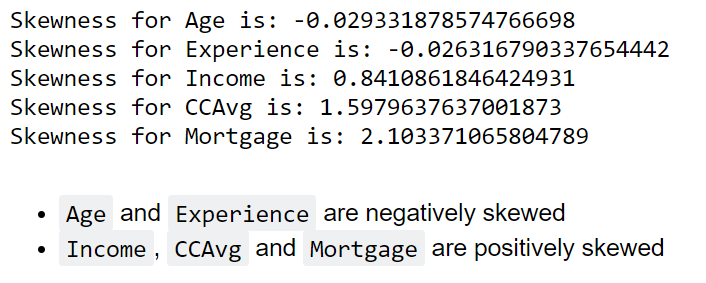 Skewness for Age is: -0.029331878574766698
Skewness for Experience is: -0.026316790337654442
Skewness for Income is: 0.8410861846424931
Skewness for CCAvg is: 1.5979637637001873
Skewness for Mortgage is: 2.103371065804789
• Age and Experience are negatively skewed
• Income, CCAvg and Mortgage are positively skewed